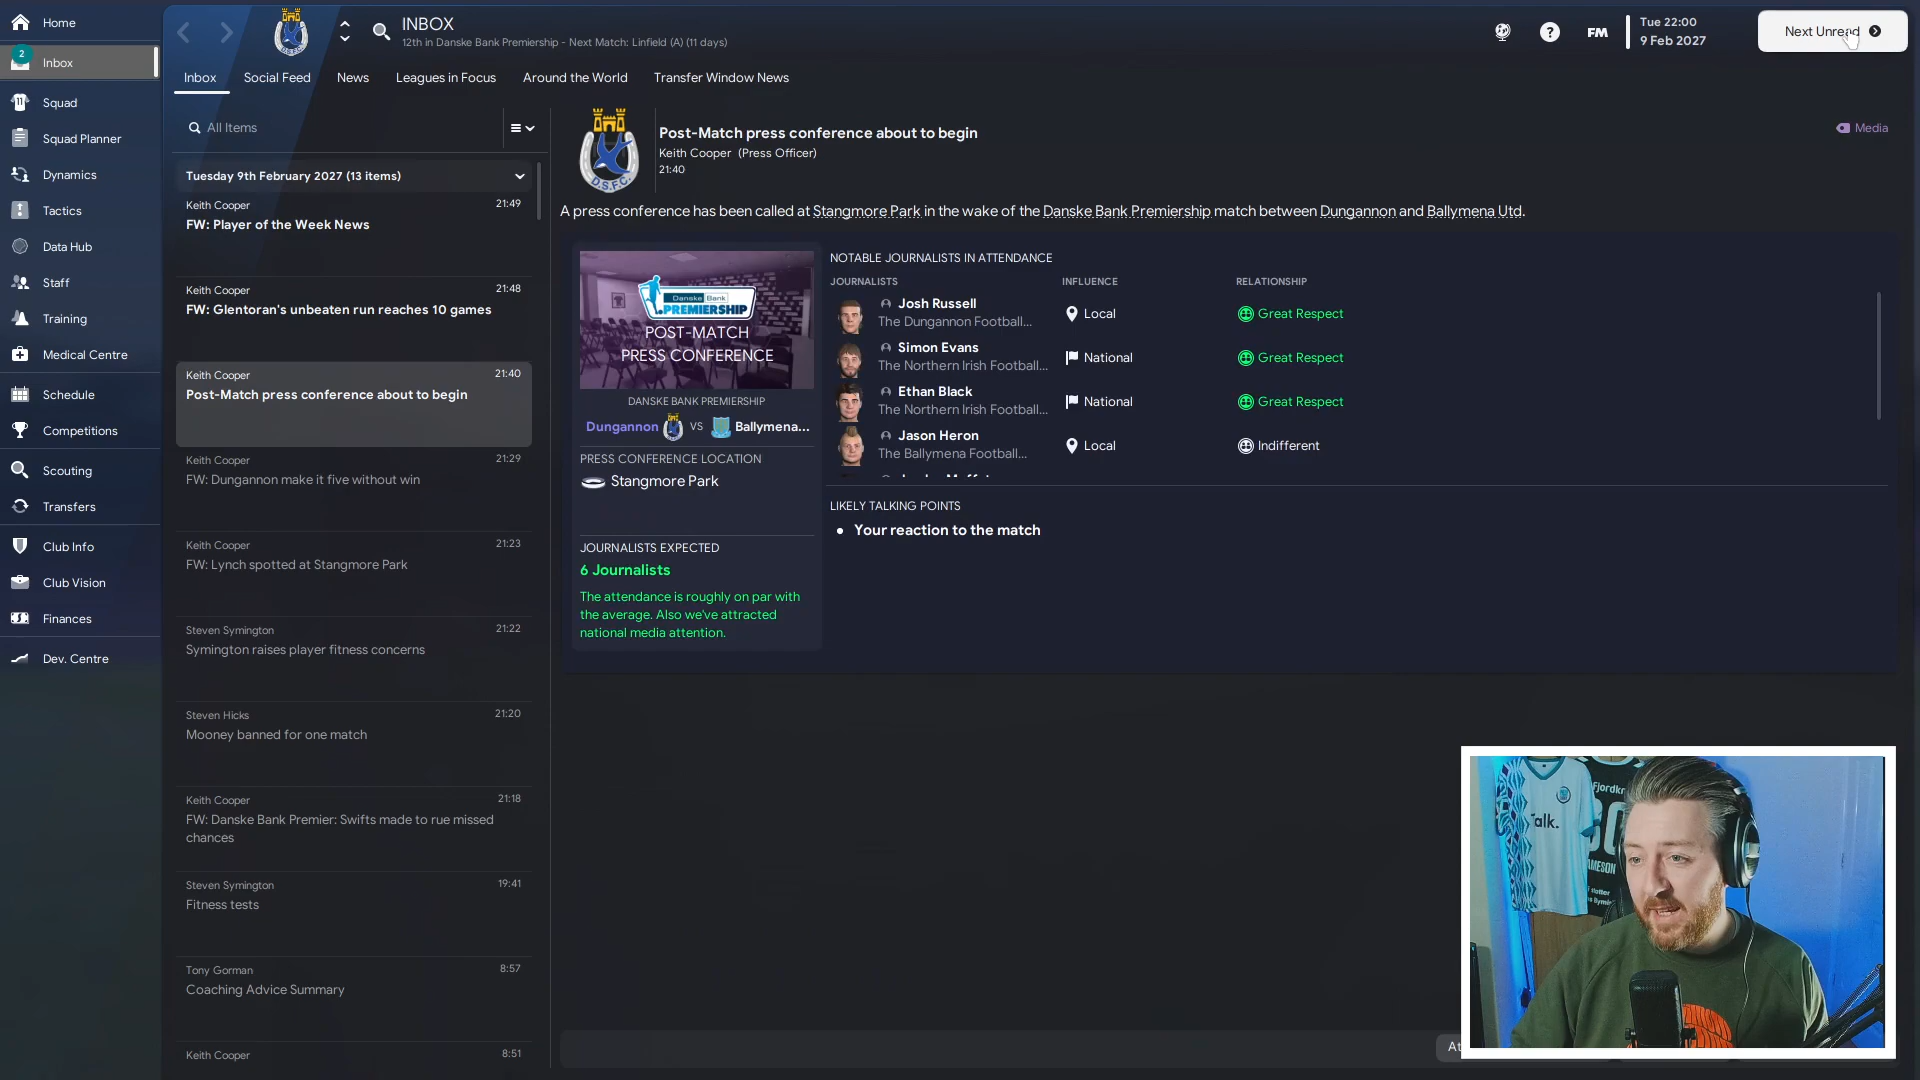 Home
2
Inbox
Squad
Squad Planner
Dynamics
Tactics
Data Hub
Staff
Training
Medical Centre
Schedule
Competitions
Scouting
Transfers
Club Info
Club Vision
Finances
Dev. Centre
D.S.F.C.
INBOX
12th in Danske Bank Premiership - Next Match: Linfield (A) (11 days)
FM
Tue 22:00
9 Feb 2027
Next Unread
Inbox
Social Feed
News
Leagues in Focus
Around the World
Transfer Window News
All Items
Tuesday 9th February 2027 (13 items)
Keith Cooper 21:49
FW: Player of the Week News
Keith Cooper 21:48
FW: Glentoran's unbeaten run reaches 10 games
Keith Cooper 21:40
Post-Match press conference about to begin
Keith Cooper 21:29
FW: Dungannon make it five without win
Keith Cooper 21:23
FW: Lynch spotted at Stangmore Park
Steven Symington 21:22
Symington raises player fitness concerns
Steven Hicks 21:20
Mooney banned for one match
Keith Cooper 21:18
FW: Danske Bank Premier: Swifts made to rue missed
chances
Steven Symington 19:41
Fitness tests
Tony Gorman 8:57
Coaching Advice Summary
Keith Cooper 8:51
D.S.F.C.
Post-Match press conference about to begin
Keith Cooper (Press Officer)
21:40
Media
A press conference has been called at Stangmore Park in the wake of the Danske Bank Premiership match between Dungannon and Ballymena Utd.
Danske Bank
PREMIERSHIP
POST-MATCH
PRESS CONFERENCE
DANSKE BANK PREMIERSHIP
Dungannon VS Ballymena...
PRESS CONFERENCE LOCATION
Stangmore Park
JOURNALISTS EXPECTED
6 Journalists
The attendance is roughly on par with
the average. Also we've attracted
national media attention.
NOTABLE JOURNALISTS IN ATTENDANCE
JOURNALISTS INFLUENCE RELATIONSHIP
Josh Russell
The Dungannon Football...
Local
Great Respect
Simon Evans
The Northern Irish Football...
National
Great Respect
Ethan Black
The Northern Irish Football...
National
Great Respect
Jason Heron
The Ballymena Football...
Local
Indifferent
LIKELY TALKING POINTS
Your reaction to the match
At
Talk.
Fjordkr